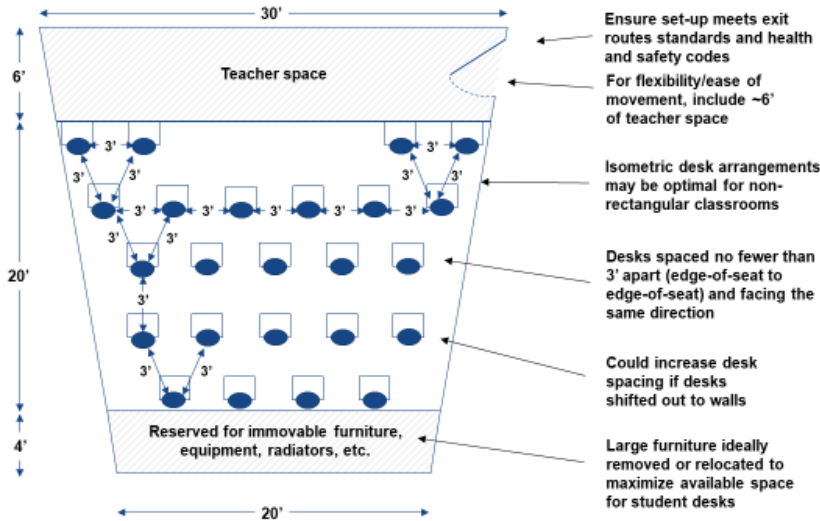 30'
6'
Teacher space
Ensure set-up meets exit
routes standards and health
and safety codes
For flexibility/ease of
movement, include ~6'
of teacher space
3'
3'
3'
3'
3'
3'
Isometric desk arrangements
may be optimal for non-
rectangular classrooms
3'
3'
3'
3'
3'
3'
3'
20'
Desks spaced no fewer than
3' apart (edge-of-seat to
edge-of-seat) and facing the
same direction
3'
3'
3'
Could increase desk
spacing if desks
shifted out to walls
4'
Reserved for immovable furniture,
equipment, radiators, etc.
Large furniture ideally
removed or relocated to
maximize available space
for student desks
20'